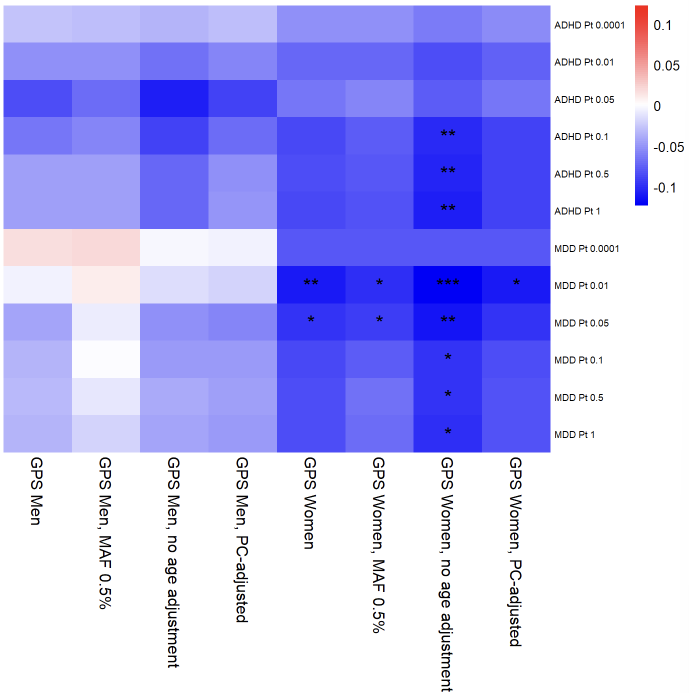 ADHD Pt 0.0001
ADHD Pt 0.01
ADHD Pt 0.05
ADHD Pt 0.1
**
ADHD Pt 0.5
**
ADHD Pt 1
**
MDD Pt 0.0001
MDD Pt 0.01
** * *** *
MDD Pt 0.05
* * **
MDD Pt 0.1
*
MDD Pt 0.5
*
MDD Pt 1
*
0.1
0.05
0
-0.05
-0.1
GPS Men
GPS Men, MAF 0.5%
GPS Men, no age adjustment
GPS Men, PC-adjusted
GPS Women
GPS Women, MAF 0.5%
GPS Women, no age adjustment
GPS Women, PC-adjusted